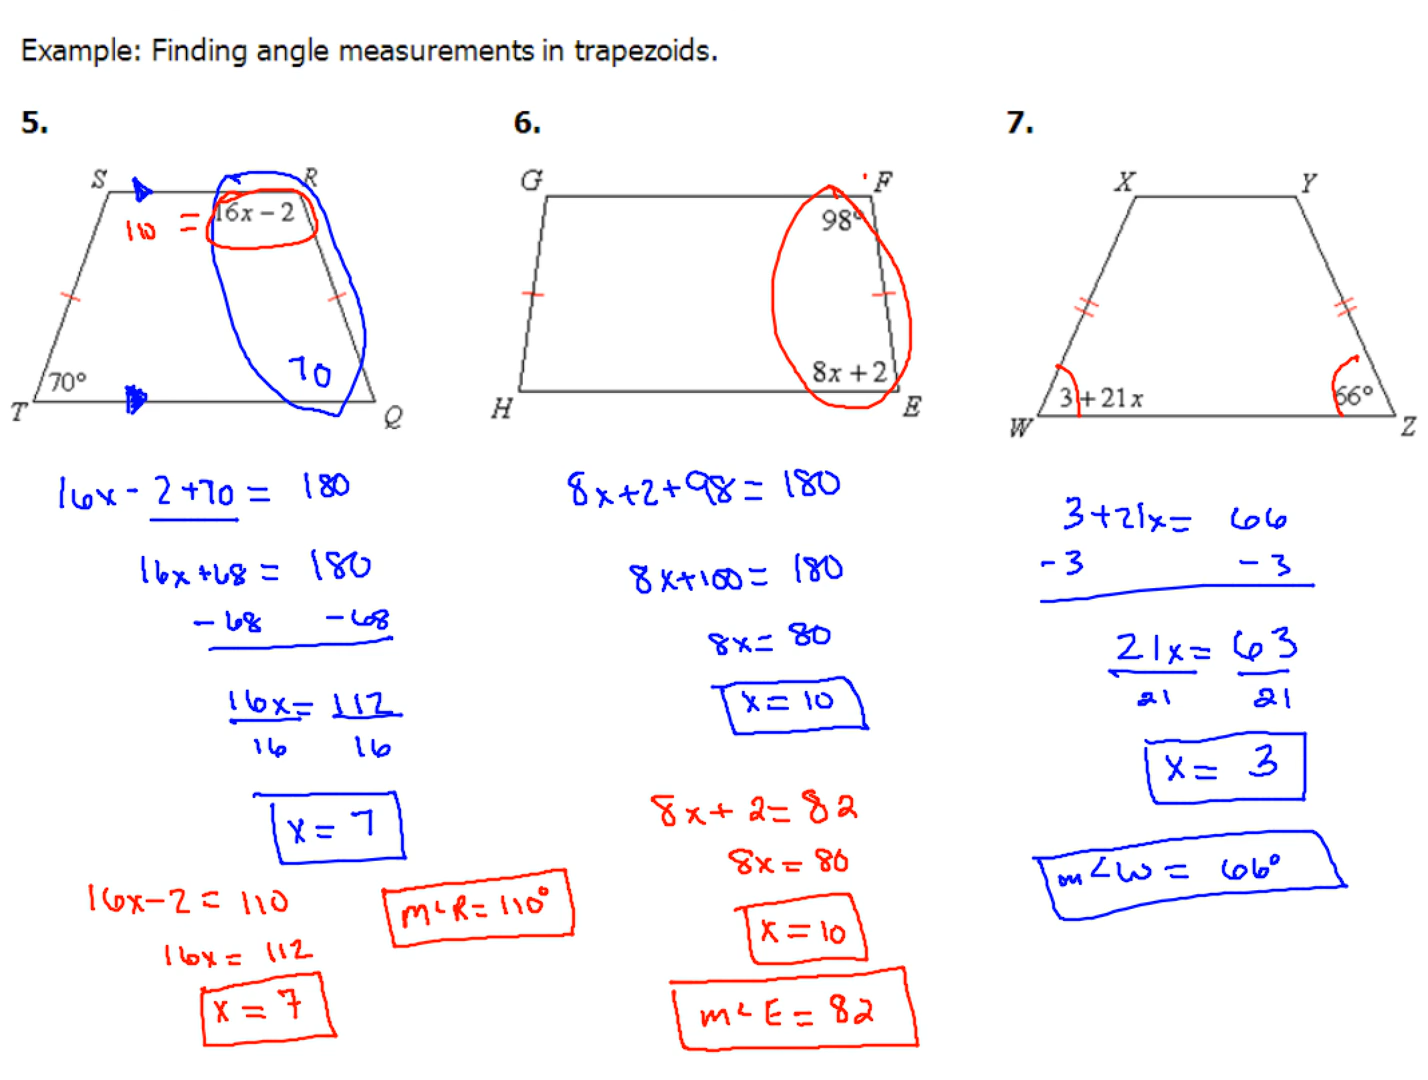 Example: Finding angle measurements in trapezoids.
5.
S
R
110 =
16x − 2
70°
70
T
Q
16x - 2 + 70 = 180
16x + 68 = 180
- 68 - 68
16x = 112
16 16
x = 7
16x - 2 = 110
m∠R = 110°
16x = 112
x = 7
6.
G
F
98°
8x + 2
H
E
8x + 2 + 98 = 180
8x + 100 = 180
8x = 80
x = 10
8x + 2 = 82
8x = 80
x = 10
m∠E = 82
7.
X
Y
3 + 21x
66°
W
Z
3 + 21x = 66
- 3 - 3
21x = 63
21 21
x = 3
m∠W = 66°